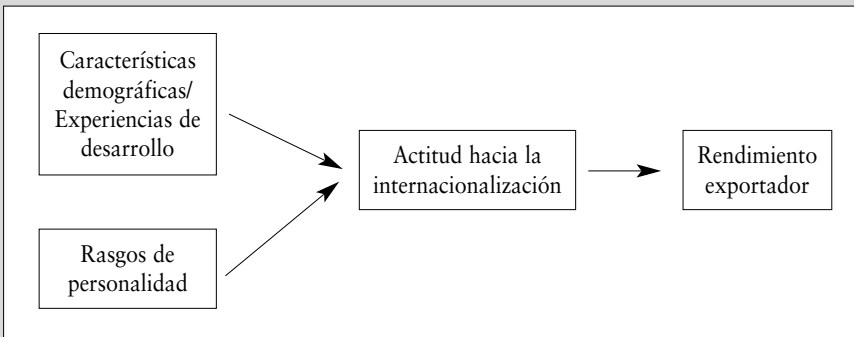 Características
demográficas/
Experiencias de
desarrollo
Actitud hacia la
internacionalización
Rendimiento
exportador
Rasgos de
personalidad